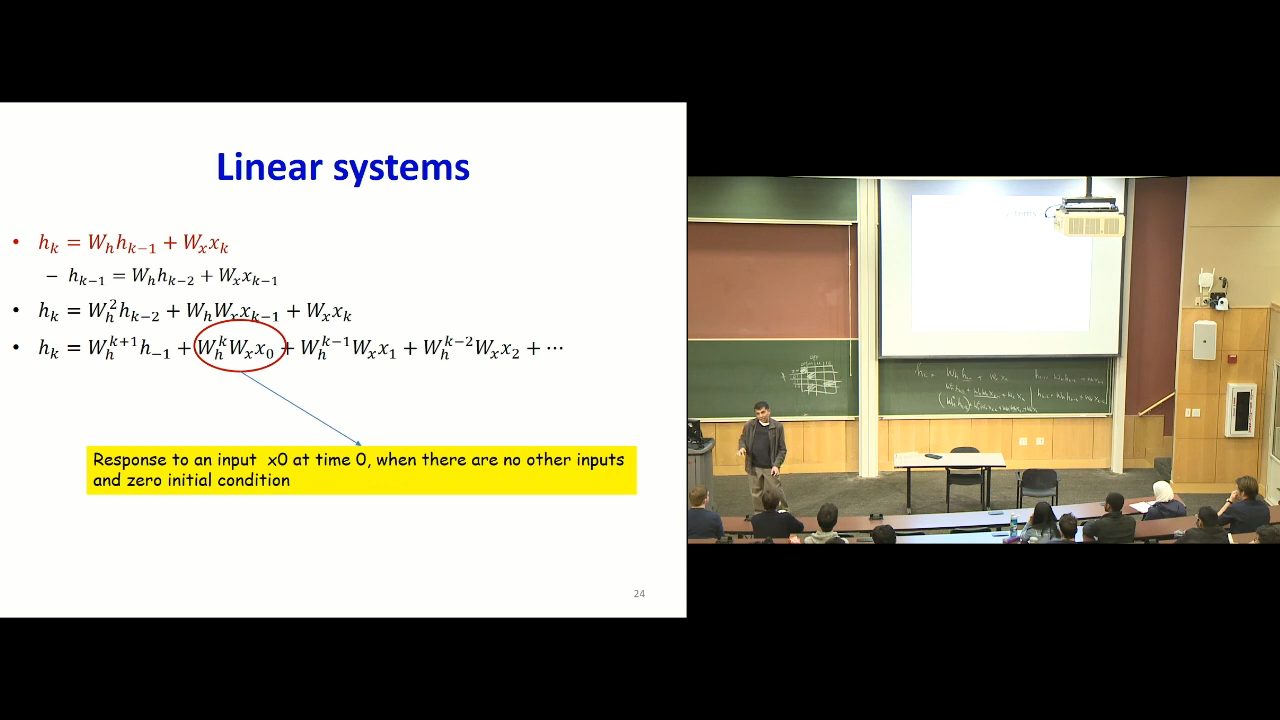 Linear systems
• h_k = W_h h_{k−1} + W_x x_k
– h_{k−1} = W_h h_{k−2} + W_x x_{k−1}
• h_k = W_h^2 h_{k−2} + W_h W_x x_{k−1} + W_x x_k
• h_k = W_h^{k+1} h_{−1} + W_h^k W_x x_0 + W_h^{k−1} W_x x_1 + W_h^{k−2} W_x x_2 + ⋯
Response to an input x0 at time 0, when there are no other inputs
and zero initial condition
24